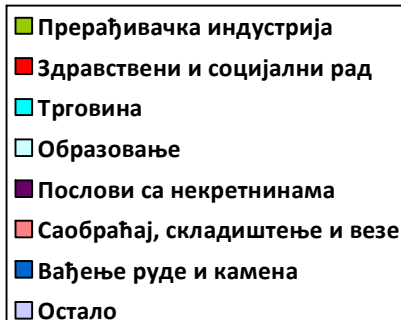 Прерађивачка индустрија
Здравствени и социјални рад
Трговина
Образовање
Послови са некретнинама
Саобраћај, складиштење и везе
Вађење руде и камена
Остало